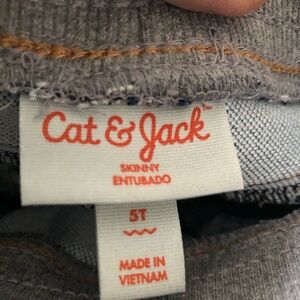 Cat & Jack™
SKINNY
ENTUBADO
5T
MADE IN
VIETNAM